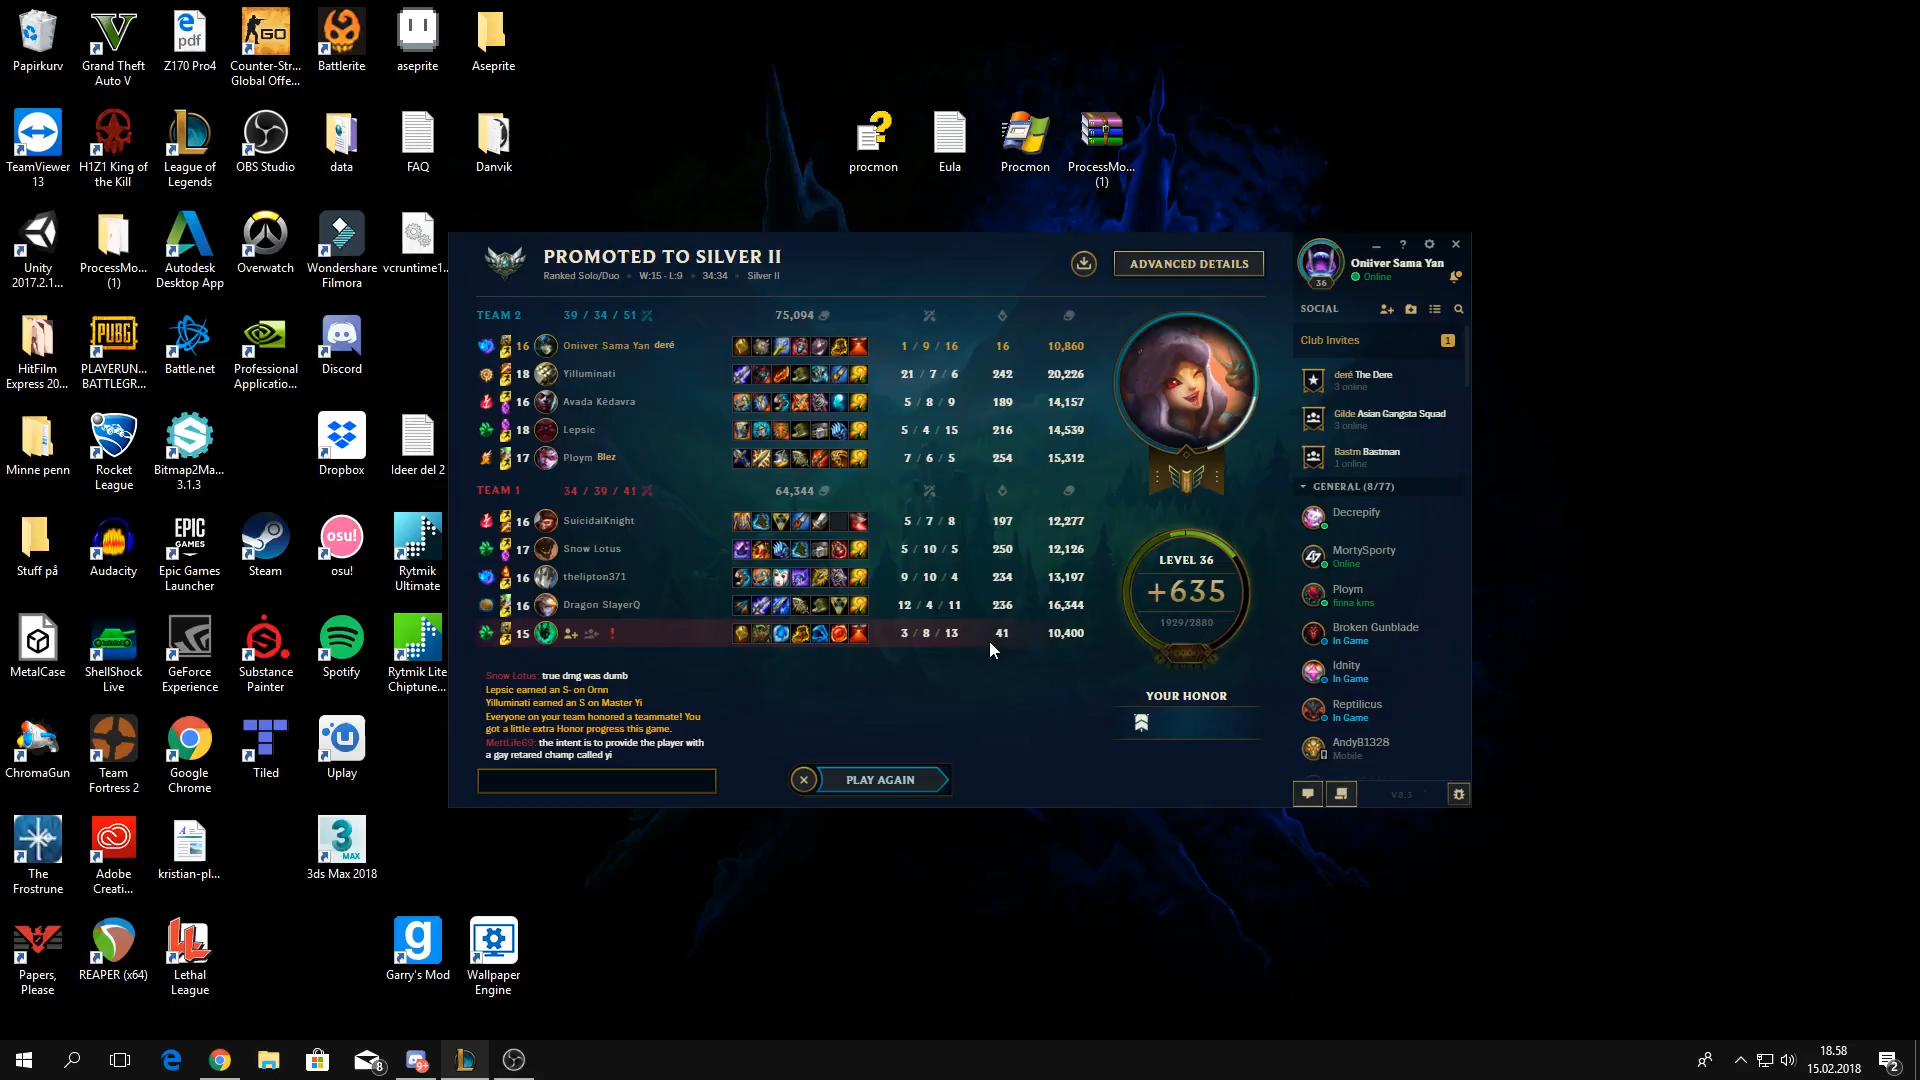 Papirkurv
Grand Theft
Auto V
Z170 Pro4
Counter-Str...
Global Offe...
Battlerite
aseprite
Aseprite
TeamViewer
13
H1Z1 King of
the Kill
League of
Legends
OBS Studio
data
FAQ
Danvik
procmon
Eula
Procmon
ProcessMo...
(1)
Unity
2017.2.1...
ProcessMo...
(1)
Autodesk
Desktop App
Overwatch
Wondershare
Filmora
vcruntime1...
HitFilm
Express 20...
PLAYERUN...
BATTLEGR...
Battle.net
Professional
Applicatio...
Discord
Minne penn
Rocket
League
Bitmap2Ma...
3.1.3
Dropbox
Ideer del 2
Stuff på
Audacity
Epic Games
Launcher
Steam
osu!
Rytmik
Ultimate
MetalCase
ShellShock
Live
GeForce
Experience
Substance
Painter
Spotify
Rytmik Lite
Chiptune...
ChromaGun
Team
Fortress 2
Google
Chrome
Tiled
Uplay
The
Frostrune
Adobe
Creati...
kristian-pl...
3ds Max 2018
Papers,
Please
REAPER (x64)
Lethal
League
Garry's Mod
Wallpaper
Engine
PROMOTED TO SILVER II
Ranked Solo/Duo • W:15 - L:9 • 34:34 • Silver II
ADVANCED DETAILS
TEAM 2 39 / 34 / 51 75,094
16 Oniiver Sama Yan deré 1 / 9 / 16 16 10,860
18 Yilluminati 21 / 7 / 6 242 20,226
16 Avada Kēdavra 5 / 8 / 9 189 14,157
18 Lepsic 5 / 4 / 15 216 14,539
17 Ploym Blez 7 / 6 / 5 254 15,312
TEAM 1 34 / 39 / 41 64,344
16 SuicidalKnight 5 / 7 / 8 197 12,277
17 Snow Lotus 5 / 10 / 5 250 12,126
16 thelipton371 9 / 10 / 4 234 13,197
16 Dragon SlayerQ 12 / 4 / 11 236 16,344
15 3 / 8 / 13 41 10,400
Snow Lotus: true dmg was dumb
Lepsic earned an S- on Ornn
Yilluminati earned an S on Master Yi
Everyone on your team honored a teammate! You
got a little extra Honor progress this game.
MettLife69: the intent is to provide the player with
a gay retared champ called yi
PLAY AGAIN
LEVEL 36
+635
1929/2880
YOUR HONOR
36
Oniiver Sama Yan
Online
SOCIAL
Club Invites 1
deré The Dere
3 online
Gilde Asian Gangsta Squad
3 online
Bastm Bastman
1 online
GENERAL (8/77)
Decrepify
MortySporty
Online
Ploym
finna kms
Broken Gunblade
In Game
Idnity
In Game
Reptilicus
In Game
AndyB1328
Mobile
V8.3
8
9+
18.58
15.02.2018
2